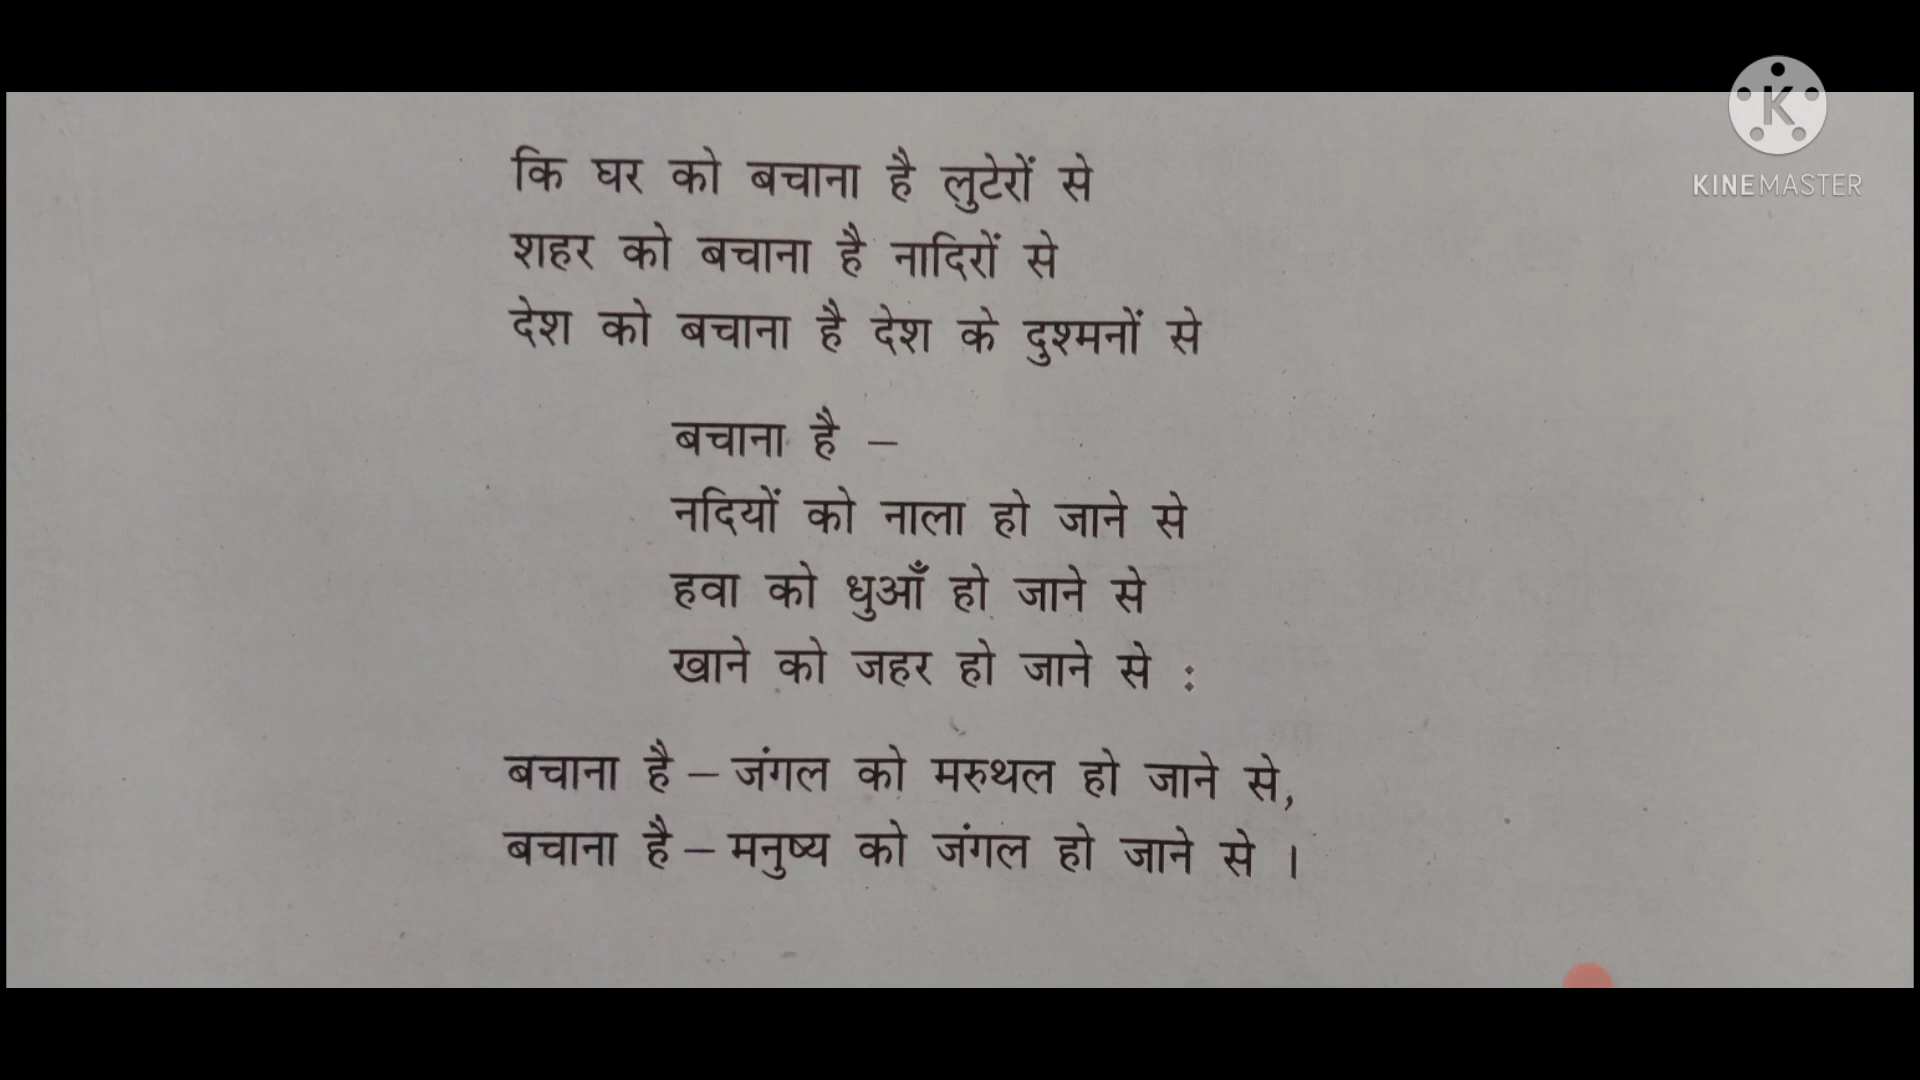 KINEMASTER
कि घर को बचाना है लुटेरों से
शहर को बचाना है नादिरों से
देश को बचाना है देश के दुश्मनों से
बचाना है –
नदियों को नाला हो जाने से
हवा को धुआँ हो जाने से
खाने को जहर हो जाने से :
बचाना है – जंगल को मरुथल हो जाने से,
बचाना है – मनुष्य को जंगल हो जाने से ।